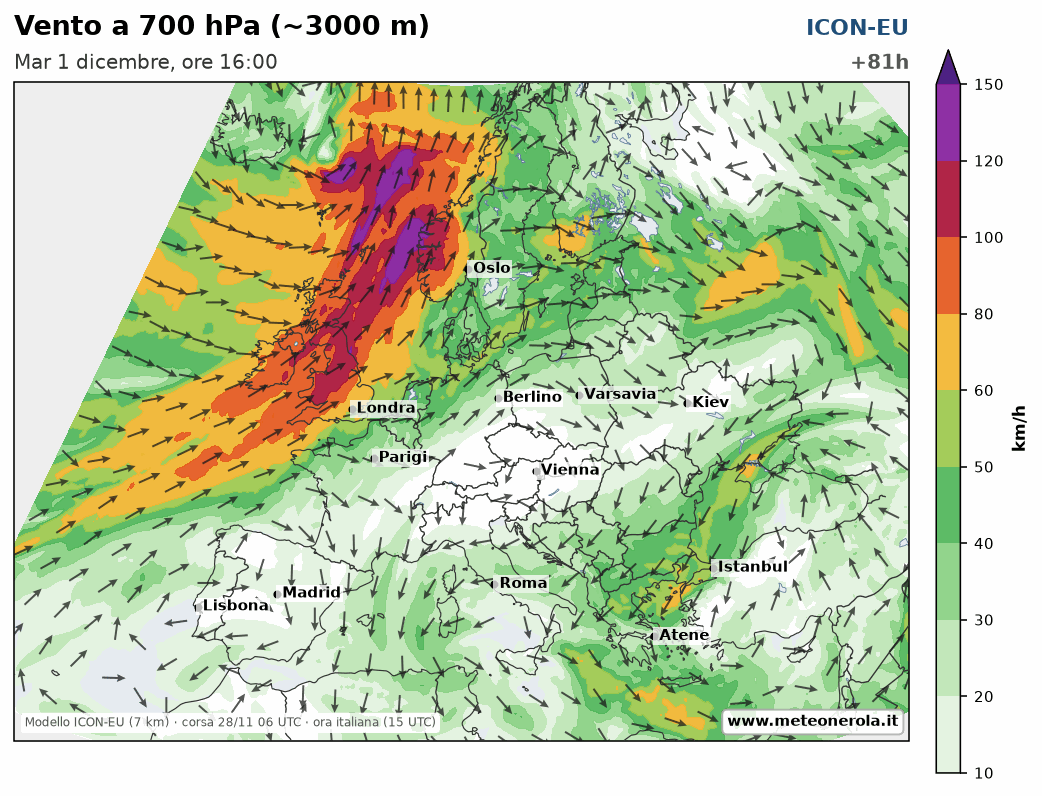 Vento a 700 hPa (~3000 m)
ICON-EU
Mar 1 dicembre, ore 16:00
+81h
150
120
100
80
60
50
40
30
20
10
km/h
Oslo
Berlino
Varsavia
Kiev
Londra
Parigi
Vienna
Istanbul
Roma
Madrid
Lisbona
Atene
Modello ICON-EU (7 km) · corsa 28/11 06 UTC · ora italiana (15 UTC)
www.meteonerola.it